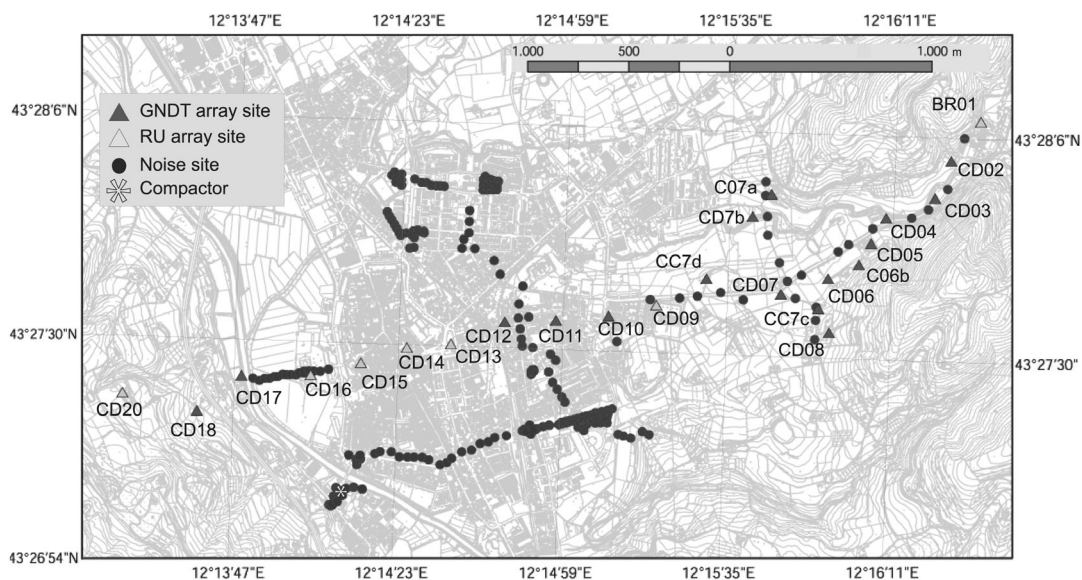 12°13'47"E 12°14'23"E 12°14'59"E 12°15'35"E 12°16'11"E
1.000 500 0 1,000 m
43°28'6"N
GNDT array site
RU array site
Noise site
Compactor
BR01
43°28'6"N
CD02
C07a
CD03
CD7b
CD04
CD05
CC7d
C06b
CD07
CD06
CD09
CC7c
43°27'30"N
CD12 CD11 CD10
CD08
CD14 CD13
CD15
43°27'30"N
CD16
CD17
CD20
CD18
43°26'54"N
12°13'47"E 12°14'23"E 12°14'59"E 12°15'35"E 12°16'11"E